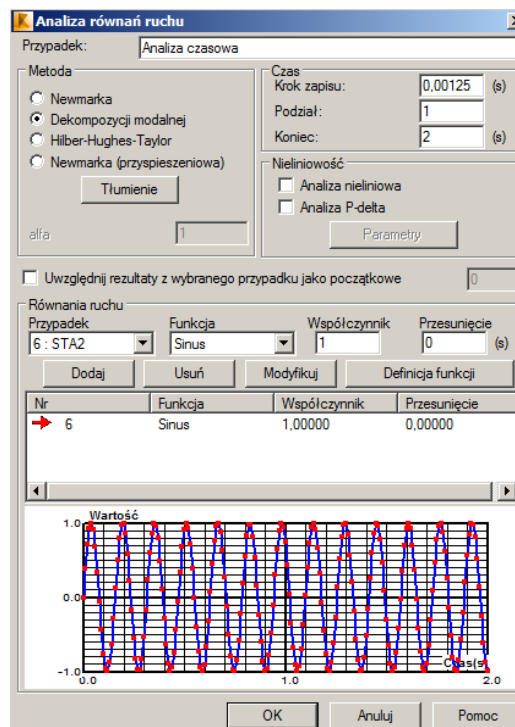 Analiza równań ruchu
Przypadek: Analiza czasowa
Metoda
Newmarka
Dekompozycji modalnej
Hilber-Hughes-Taylor
Newmarka (przyspieszeniowa)
Tłumienie
alfa 1
Czas
Krok zapisu: 0,00125 (s)
Podział: 1
Koniec: 2 (s)
Nieliniowość
Analiza nieliniowa
Analiza P-delta
Parametry
Uwzględnij rezultaty z wybranego przypadku jako początkowe 0
Równania ruchu
Przypadek Funkcja Współczynnik Przesunięcie
6 : STA2 Sinus 1 0 (s)
Dodaj Usuń Modyfikuj Definicja funkcji
Nr Funkcja Współczynnik Przesunięcie
6 Sinus 1,00000 0,00000
Wartość
1.0
0.0
-1.0
Czas(s
0.0 1.0 2.0
OK Anuluj Pomoc